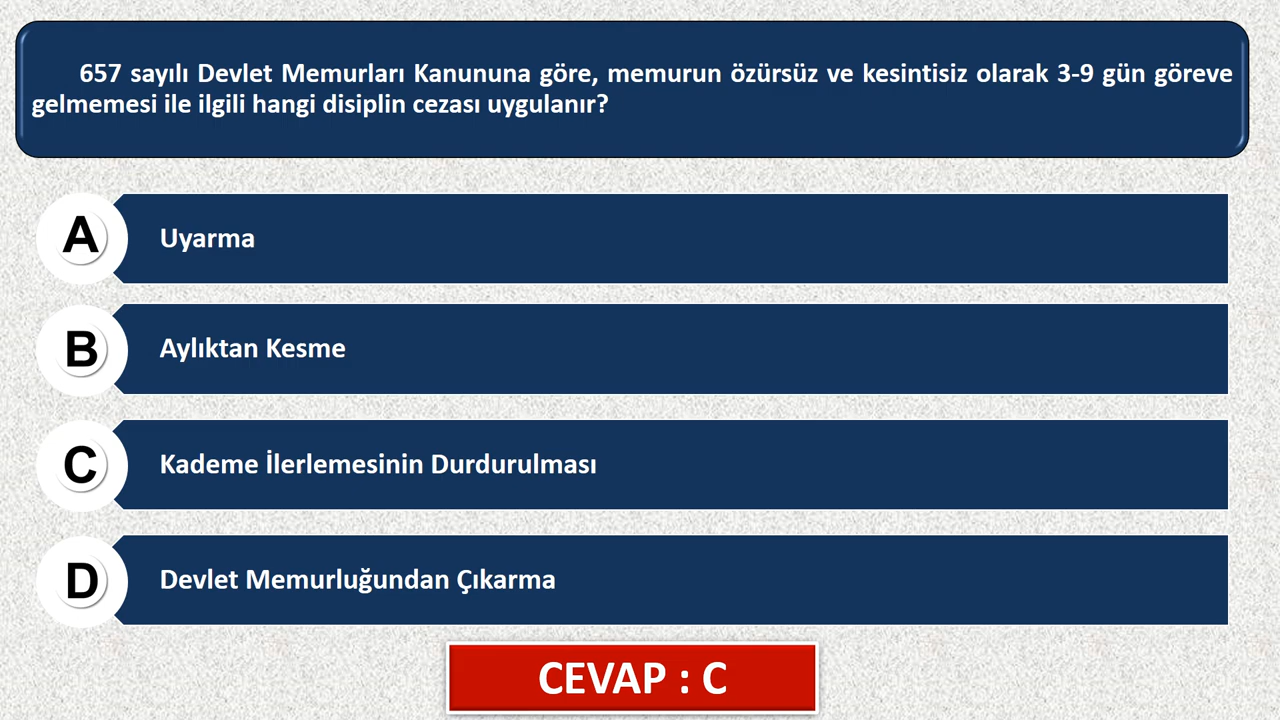 657 sayılı Devlet Memurları Kanununa göre, memurun özürsüz ve kesintisiz olarak 3-9 gün göreve
gelmemesi ile ilgili hangi disiplin cezası uygulanır?
A Uyarma
B Aylıktan Kesme
C Kademe İlerlemesinin Durdurulması
D Devlet Memurluğundan Çıkarma
CEVAP : C